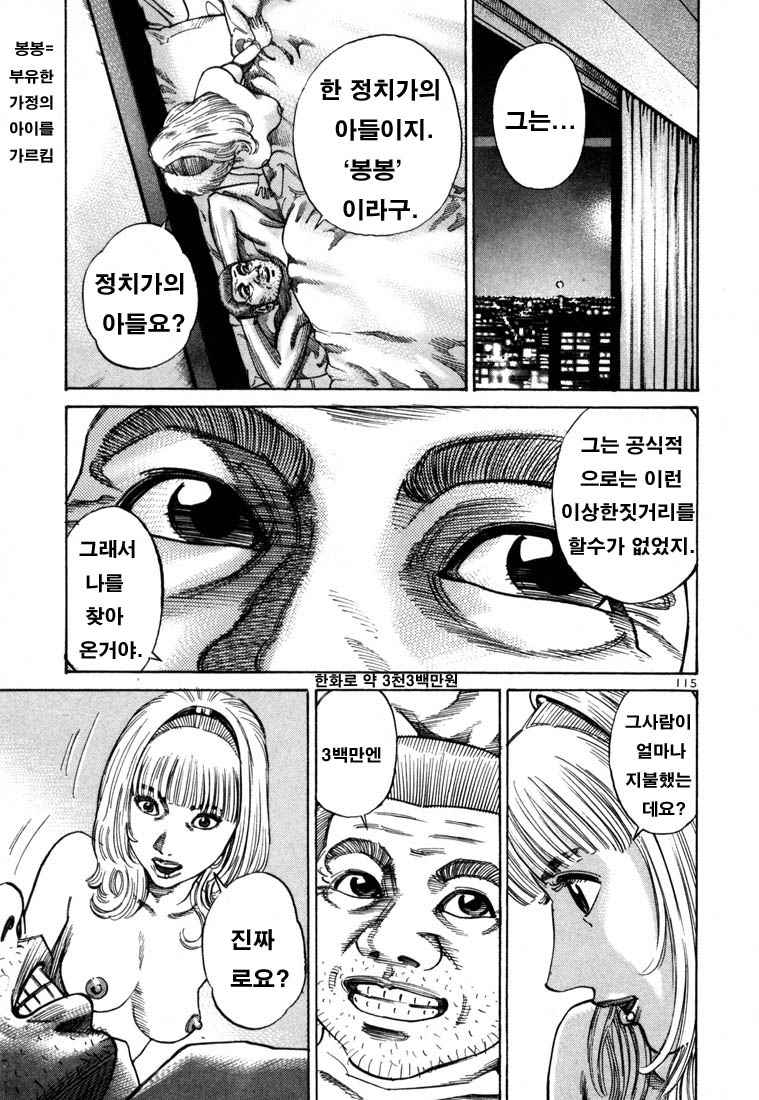 그는...
한 정치가의
아들이지.
‘봉봉’
이라구.
정치가의
아들요?
봉봉=
부유한
가정의
아이를
가르킴
그는 공식적
으로는 이런
이상한짓거리를
할수가 없었지.
그래서
나를
찾아
온거야.
115
그사람이
얼마나
지불했는
데요?
한화로 약 3천3백만원
3백만엔
진짜
로요?